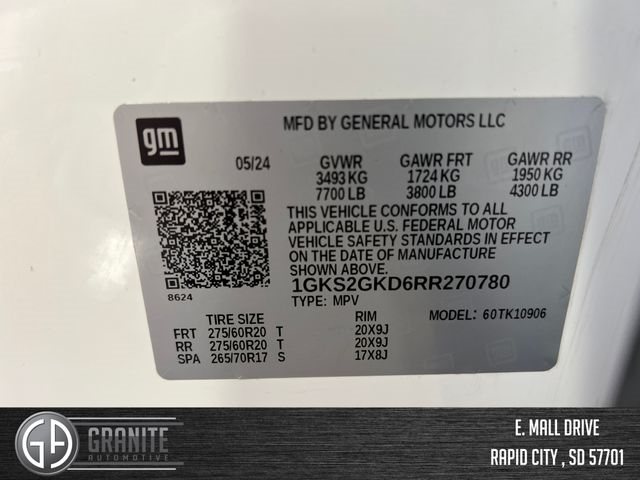 gm
MFD BY GENERAL MOTORS LLC
05/24 GVWR GAWR FRT GAWR RR
3493 KG 1724 KG 1950 KG
7700 LB 3800 LB 4300 LB
THIS VEHICLE CONFORMS TO ALL
APPLICABLE U.S. FEDERAL MOTOR
VEHICLE SAFETY STANDARDS IN EFFECT
ON THE DATE OF MANUFACTURE
SHOWN ABOVE.
1GKS2GKD6RR270780
8624
TYPE: MPV
MODEL: 60TK10906
TIRE SIZE RIM
FRT 275/60R20 T 20X9J
RR 275/60R20 T 20X9J
SPA 265/70R17 S 17X8J
GA GRANITE
AUTOMOTIVE
E. MALL DRIVE
RAPID CITY , SD 57701